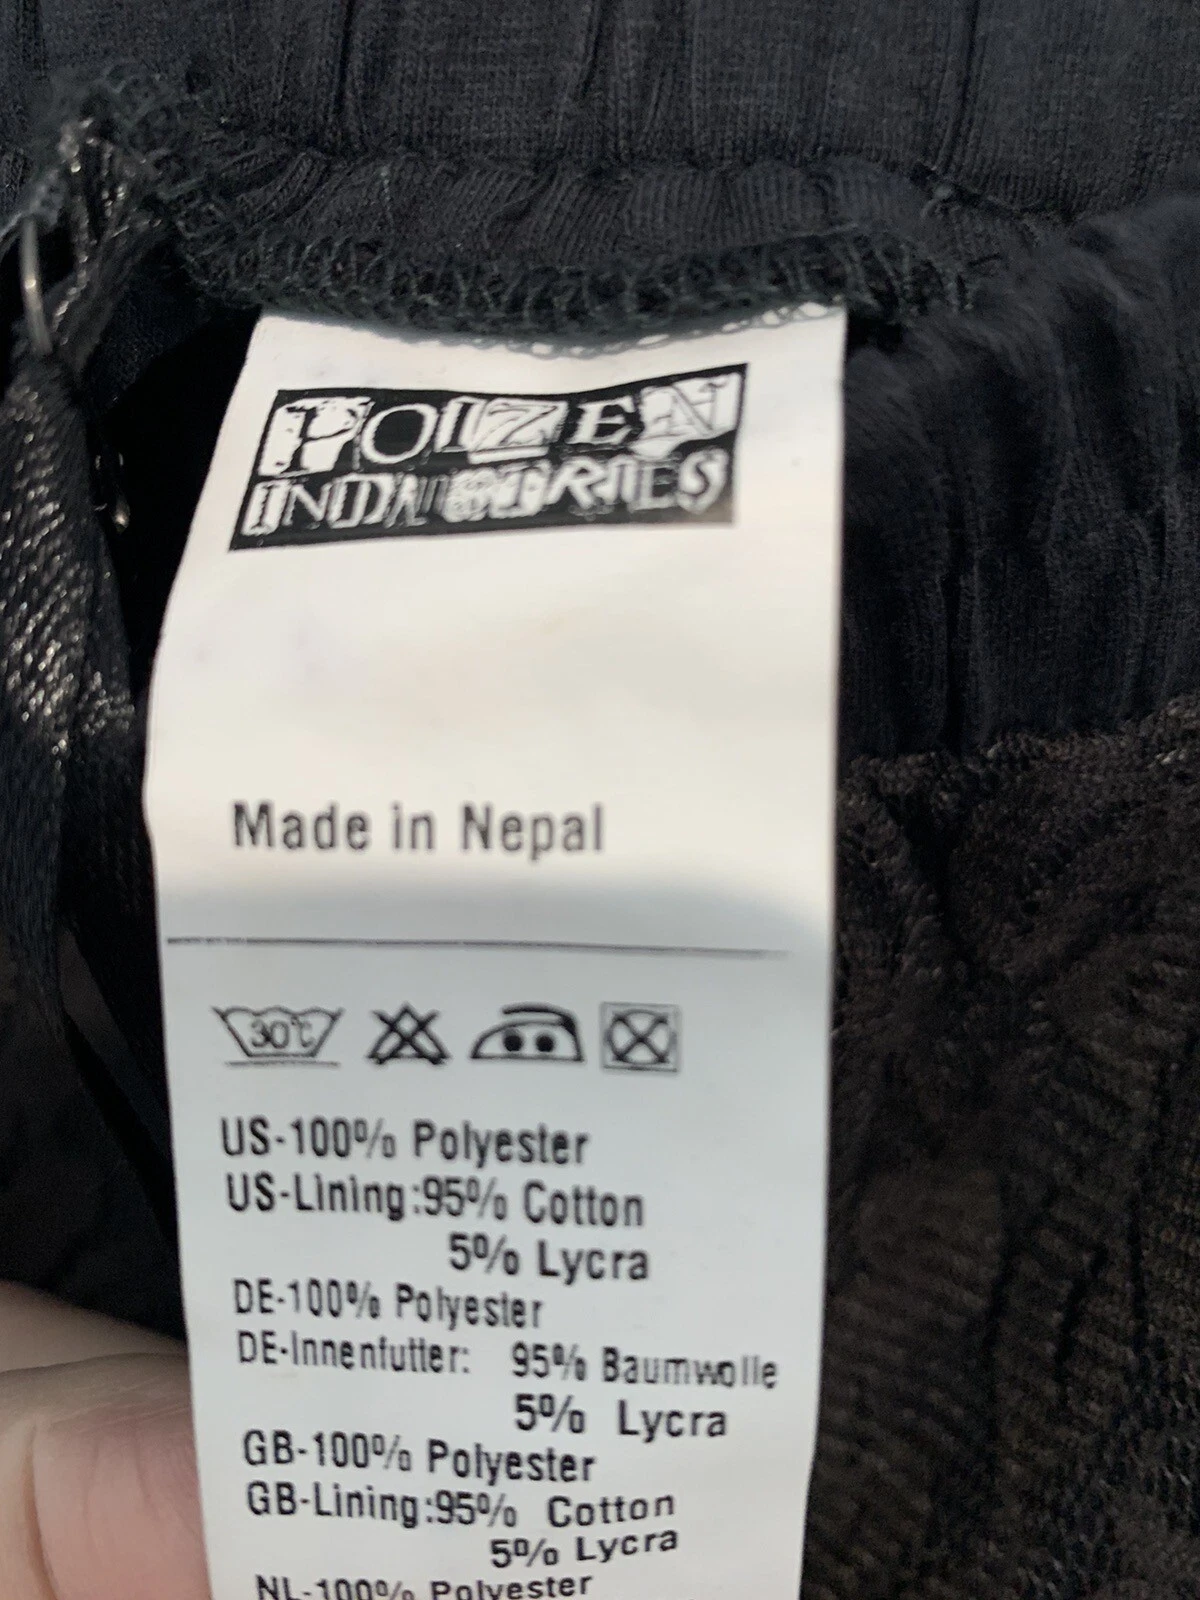 POIZEN
INDUSTRIES
Made in Nepal
30°C
US-100% Polyester
US-Lining:95% Cotton
5% Lycra
DE-100% Polyester
DE-Innenfutter: 95% Baumwolle
5% Lycra
GB-100% Polyester
GB-Lining:95% Cotton
5% Lycra
NL-100% Polyester